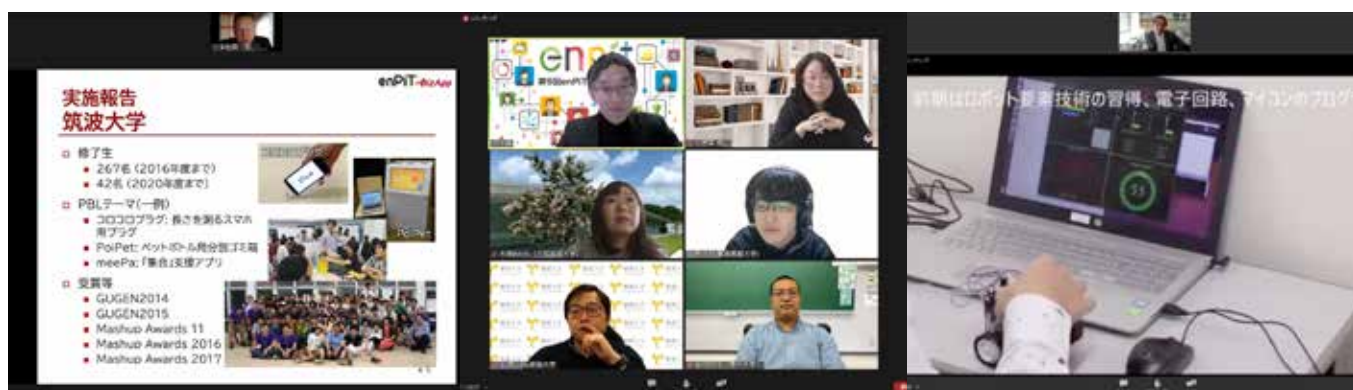 enPiT-BizApp
実施報告
筑波大学
修了生
267名 (2016年度まで)
42名 (2020年度まで)
PBLテーマ(一例)
コロコロプラグ: 長さを測るスマホ
用プラグ
PoiPet: ペットボトル用分別ゴミ箱
meePa: 「集合」支援アプリ
受賞等
GUGEN2014
GUGEN2015
Mashup Awards 11
Mashup Awards 2016
Mashup Awards 2017
enpit
前期はロボット要素技術の習得、電子回路、マイコンのプログ